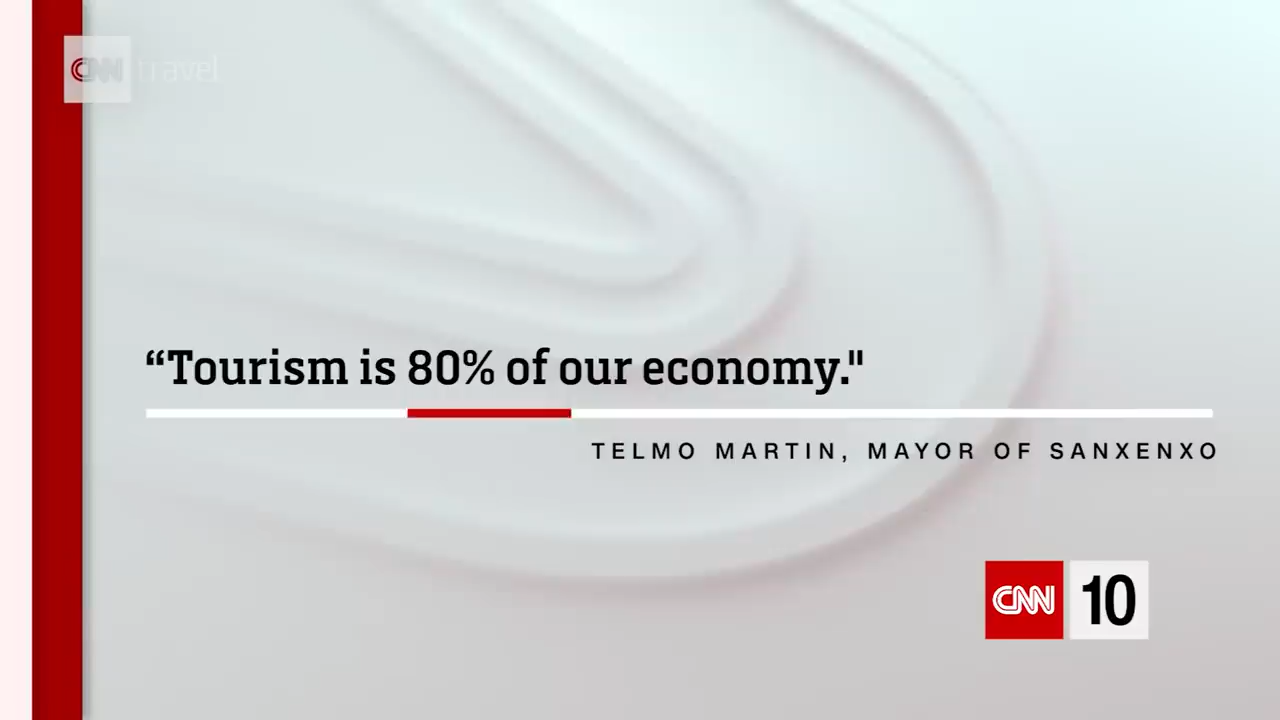 CNN travel
“Tourism is 80% of our economy."
TELMO MARTIN, MAYOR OF SANXENXO
CNN 10